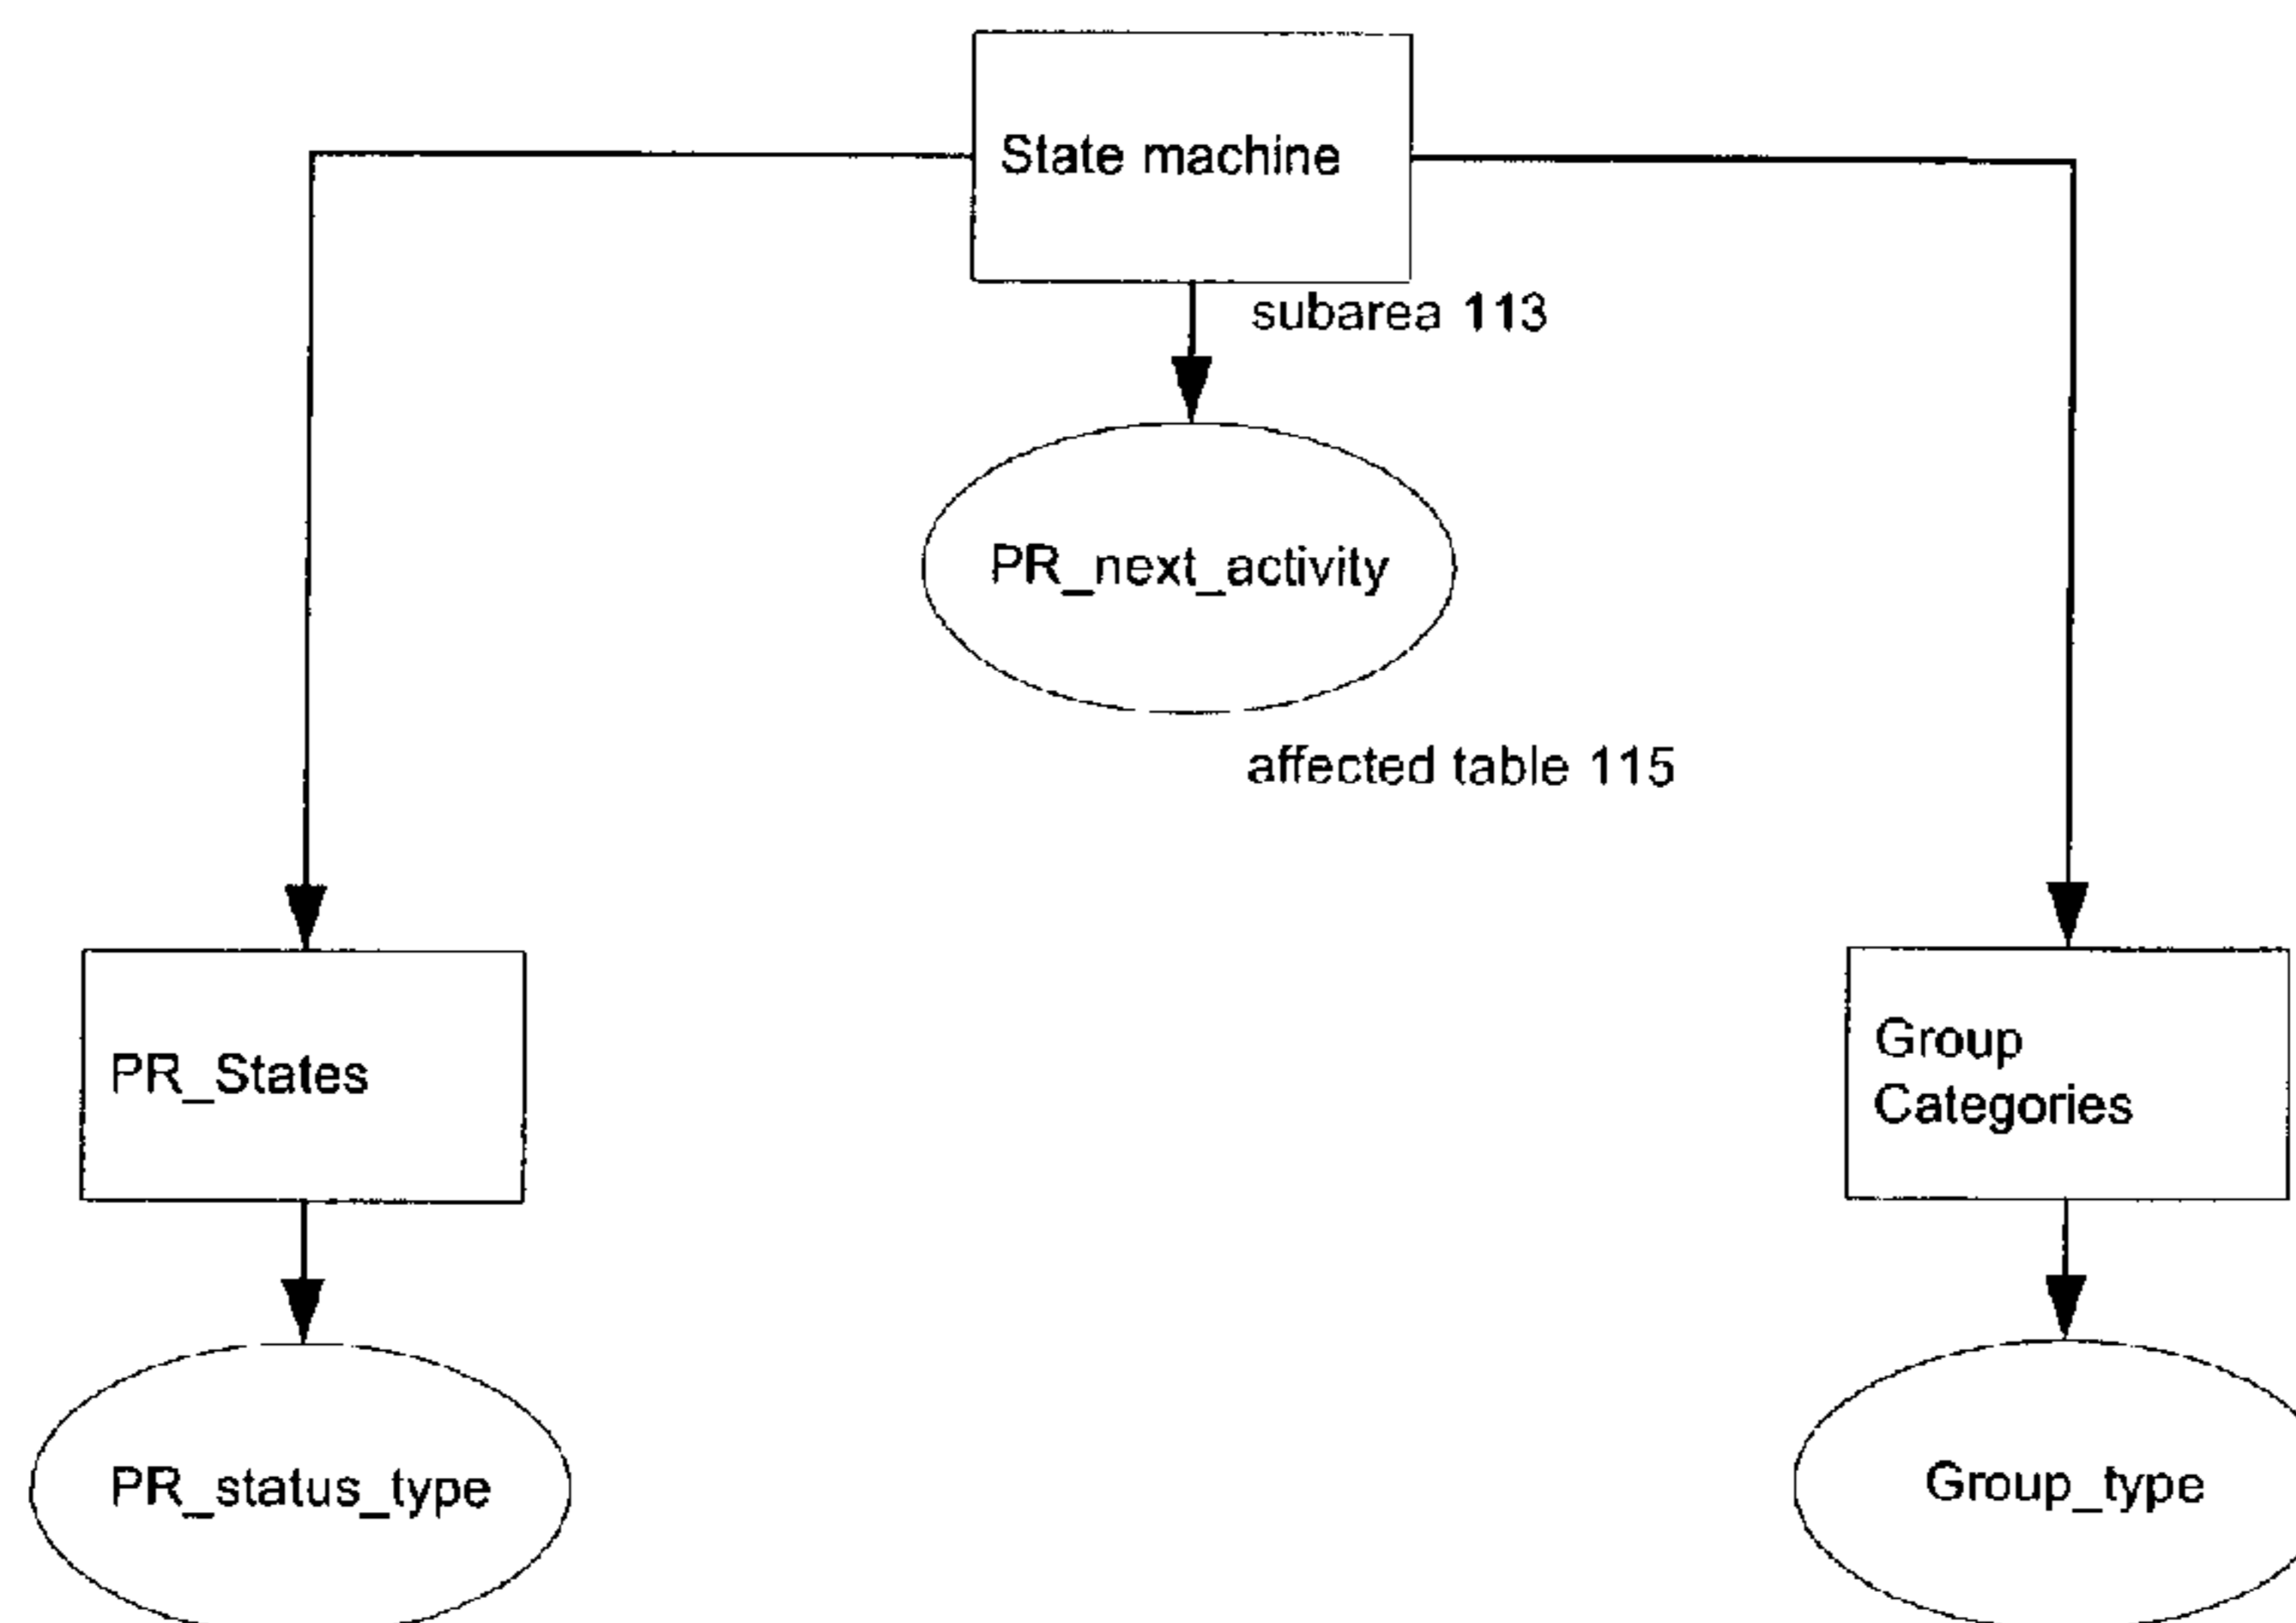 State machine
subarea 113
PR_next_activity
affected table 115
PR_States
Group
Categories
PR_status_type
Group_type